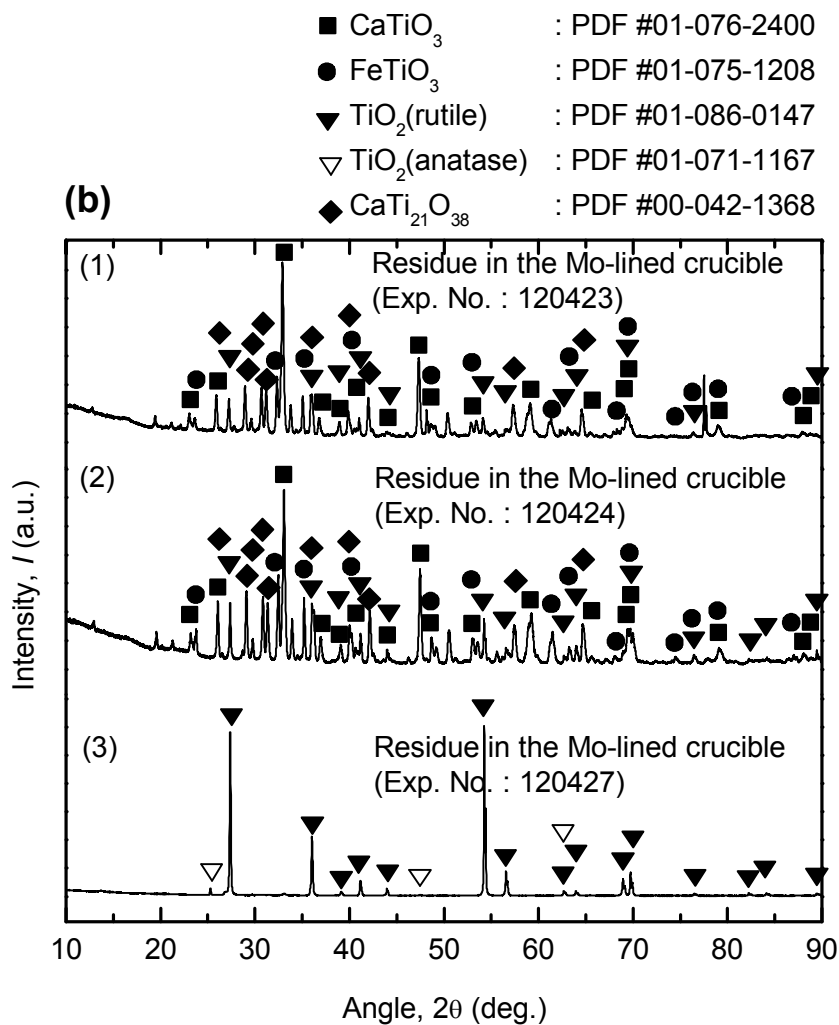 ■ CaTiO3 : PDF #01-076-2400
● FeTiO3 : PDF #01-075-1208
▼ TiO2(rutile) : PDF #01-086-0147
▽ TiO2(anatase) : PDF #01-071-1167
◆ CaTi21O38 : PDF #00-042-1368
(b)
(1) Residue in the Mo-lined crucible
(Exp. No. : 120423)
(2) Residue in the Mo-lined crucible
(Exp. No. : 120424)
(3) Residue in the Mo-lined crucible
(Exp. No. : 120427)
Intensity, I (a.u.)
10 20 30 40 50 60 70 80 90
Angle, 2θ (deg.)